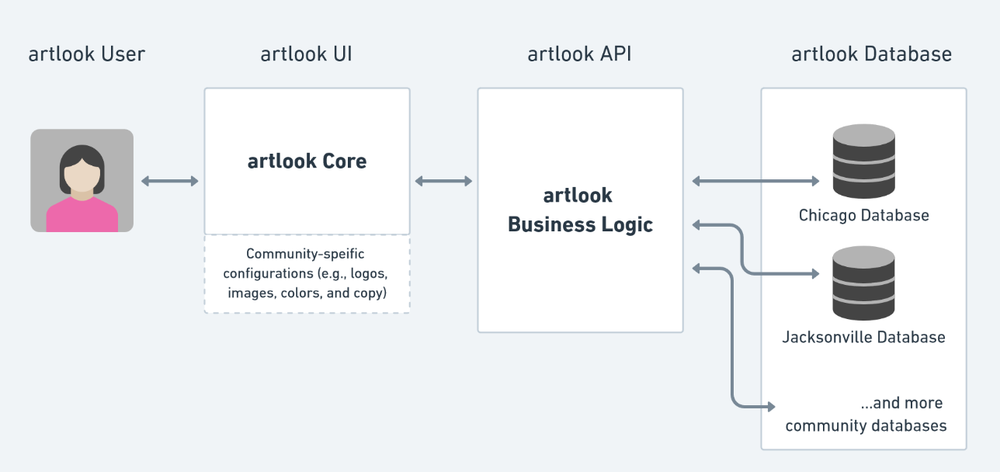 artlook User
artlook UI
artlook API
artlook Database
artlook Core
Community-speific
configurations (e.g., logos,
images, colors, and copy)
artlook
Business Logic
Chicago Database
Jacksonville Database
...and more
community databases